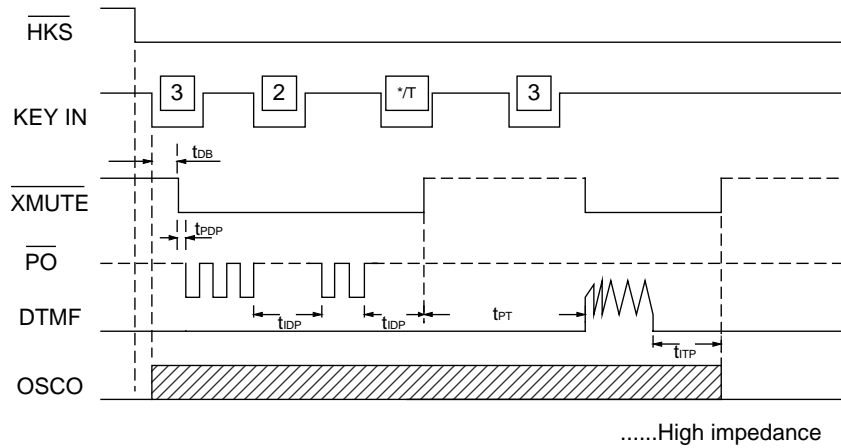 HKS
3 2 */T 3
KEY IN
tDB
XMUTE
tPDP
PO
DTMF
tIDP tIDP tPT
tITP
OSCO
......High impedance